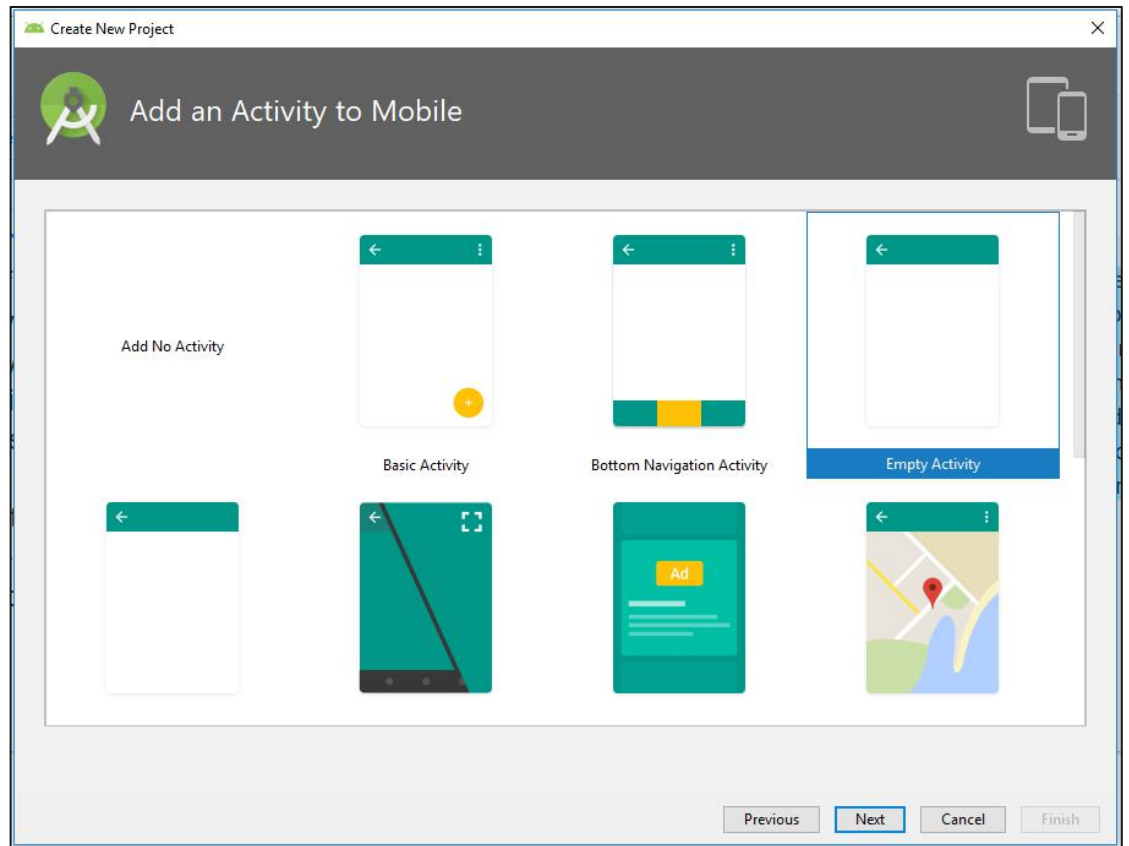 Create New Project
Add an Activity to Mobile
Add No Activity
Basic Activity
Bottom Navigation Activity
Empty Activity
Ad
Previous
Next
Cancel
Finish